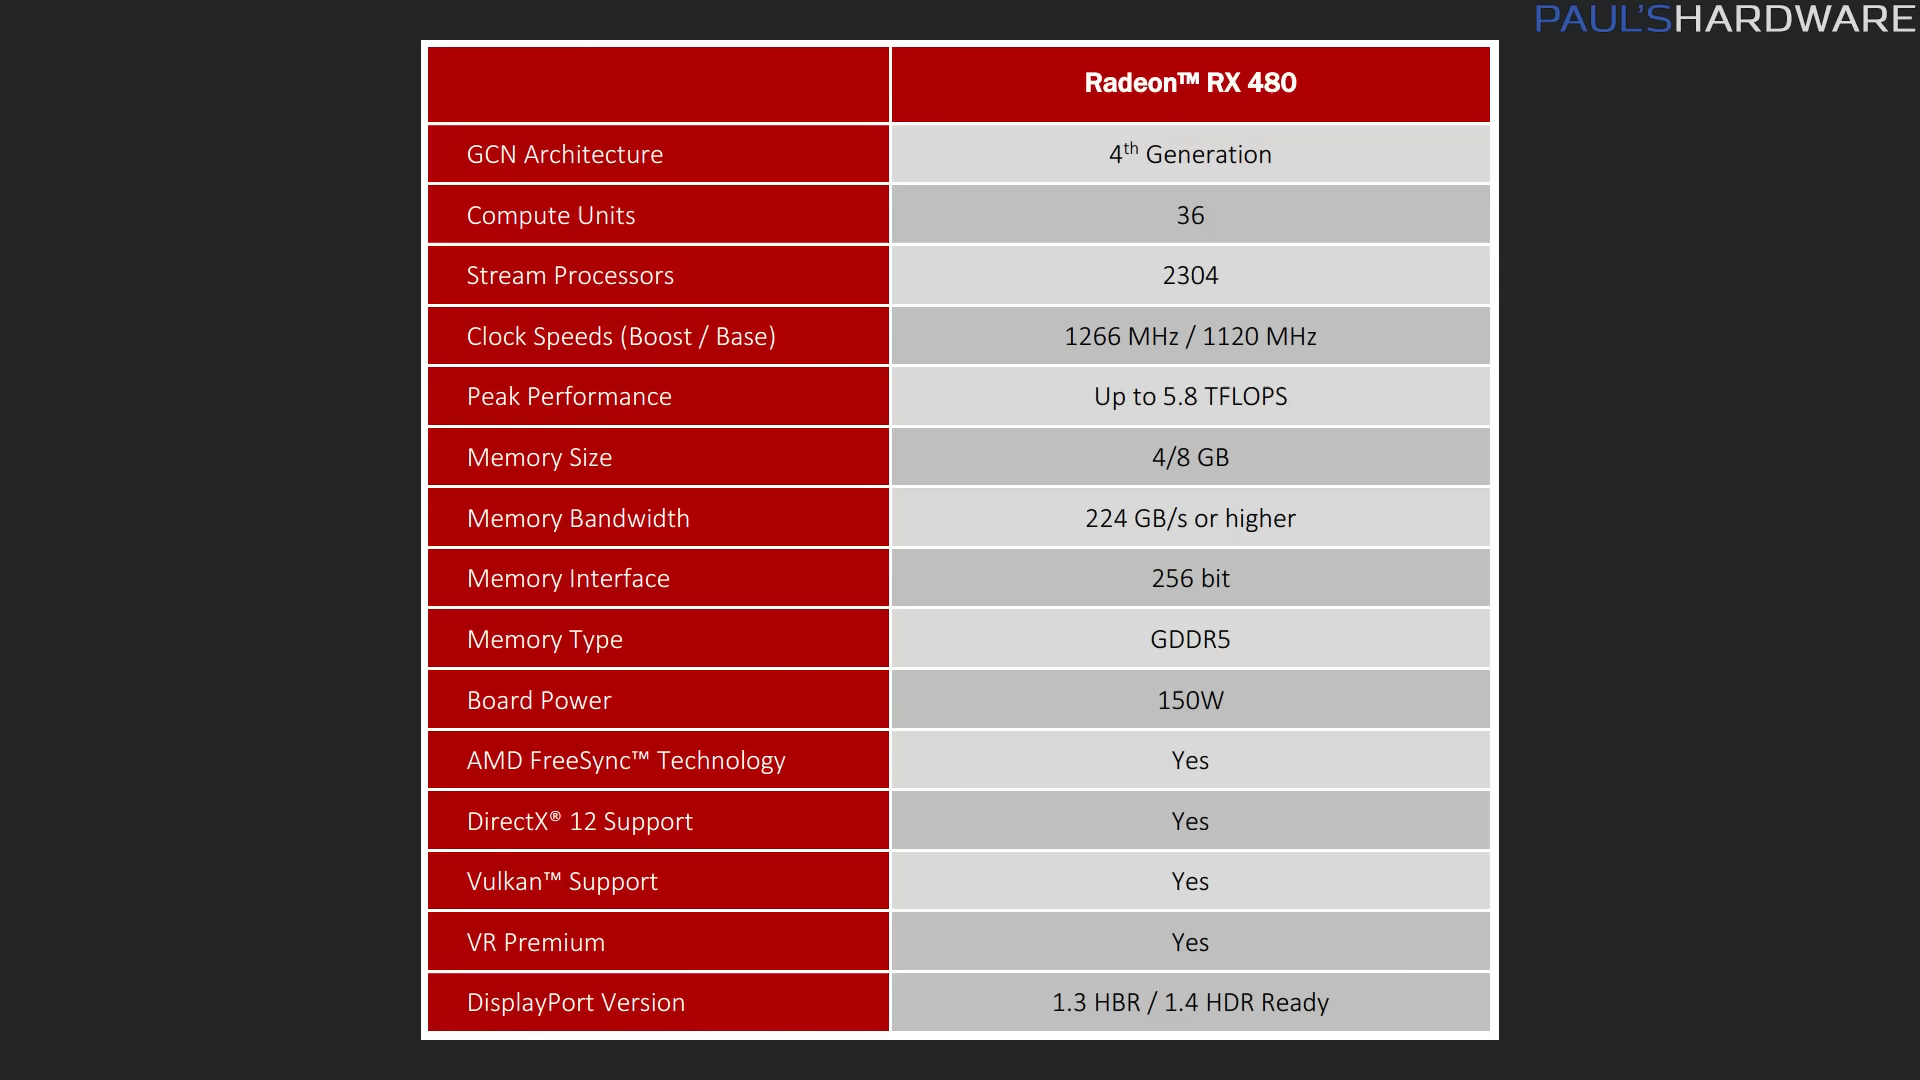 PAUL'SHARDWARE
Radeon™ RX 480
GCN Architecture 4th Generation
Compute Units 36
Stream Processors 2304
Clock Speeds (Boost / Base) 1266 MHz / 1120 MHz
Peak Performance Up to 5.8 TFLOPS
Memory Size 4/8 GB
Memory Bandwidth 224 GB/s or higher
Memory Interface 256 bit
Memory Type GDDR5
Board Power 150W
AMD FreeSync™ Technology Yes
DirectX® 12 Support Yes
Vulkan™ Support Yes
VR Premium Yes
DisplayPort Version 1.3 HBR / 1.4 HDR Ready